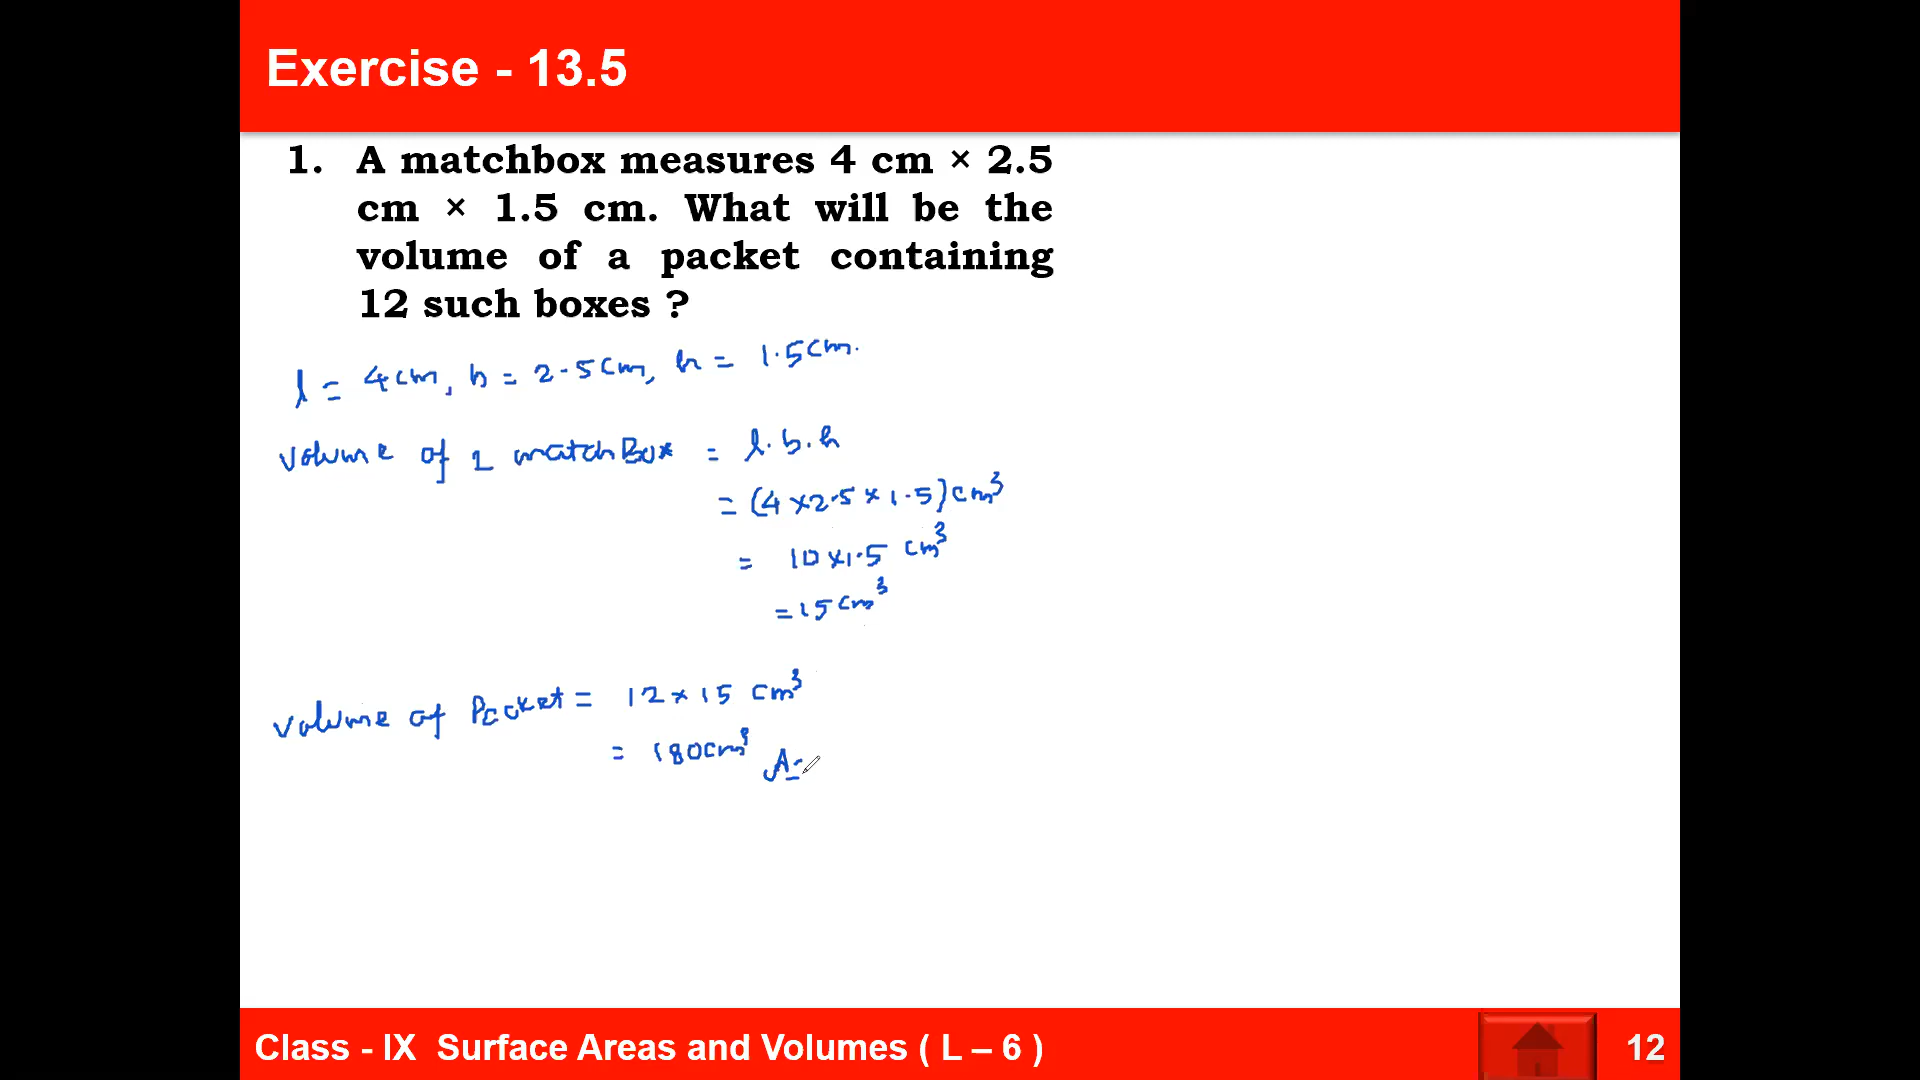 Exercise - 13.5
1. A matchbox measures 4 cm × 2.5
cm × 1.5 cm. What will be the
volume of a packet containing
12 such boxes ?
l = 4cm, b = 2.5cm, h = 1.5cm.
Volume of 1 matchBox = l.b.h
= (4×2.5×1.5)cm³
= 10×1.5 cm³
=15cm³
Volume of Packet = 12×15 cm³
= 180cm³
Class - IX Surface Areas and Volumes ( L – 6 )
12